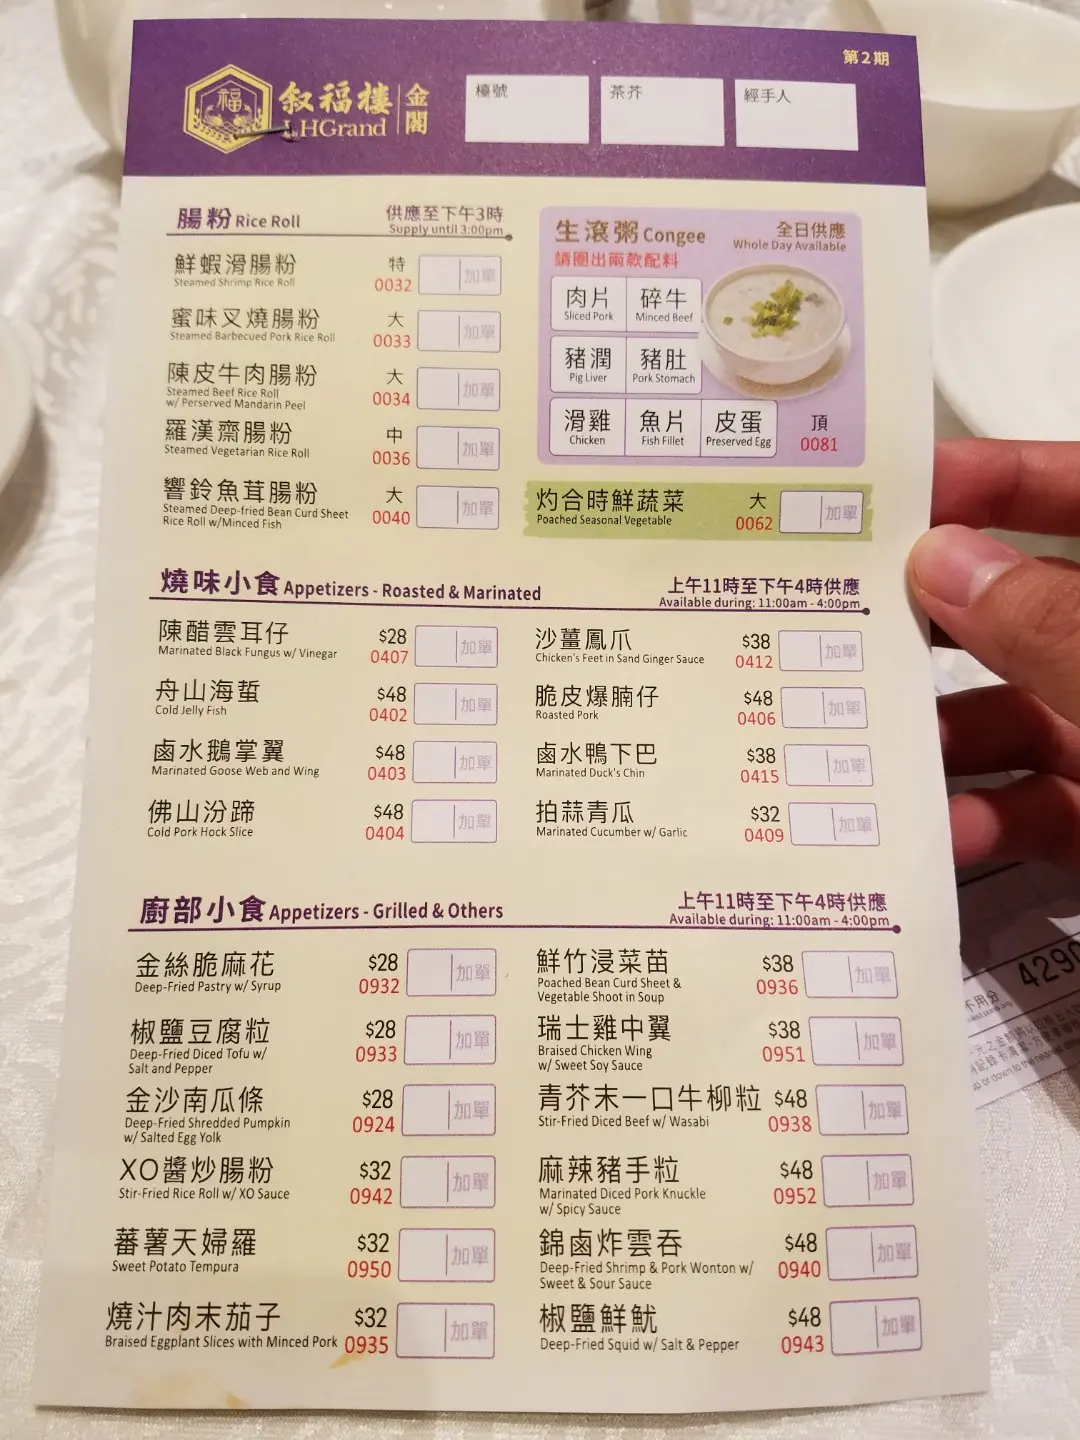 第2期
叙福樓 金閣
LHGrand
檯號
茶芥
經手人
腸粉 Rice Roll
供應至下午3時
Supply until 3:00pm
鮮蝦滑腸粉 特
Steamed Shrimp Rice Roll 0032 加單
蜜味叉燒腸粉 大
Steamed Barbecued Pork Rice Roll 0033 加單
陳皮牛肉腸粉 大
Steamed Beef Rice Roll 0034 加單
w/ Perserved Mandarin Peel
羅漢齋腸粉 中
Steamed Vegetarian Rice Roll 0036 加單
響鈴魚茸腸粉 大
Steamed Deep-fried Bean Curd Sheet 0040 加單
Rice Roll w/Minced Fish
生滾粥 Congee
全日供應
Whole Day Available
請圈出兩款配料
肉片 碎牛
Sliced Pork Minced Beef
豬潤 豬肚
Pig Liver Pork Stomach
滑雞 魚片 皮蛋 頂
Chicken Fish Fillet Preserved Egg 0081
灼合時鮮蔬菜 大
Poached Seasonal Vegetable 0062 加單
燒味小食 Appetizers - Roasted & Marinated
上午11時至下午4時供應
Available during: 11:00am - 4:00pm
陳醋雲耳仔 $28
Marinated Black Fungus w/ Vinegar 0407 加單
舟山海蜇 $48
Cold Jelly Fish 0402 加單
鹵水鵝掌翼 $48
Marinated Goose Web and Wing 0403 加單
佛山汾蹄 $48
Cold Pork Hock Slice 0404 加單
沙薑鳳爪 $38
Chicken's Feet in Sand Ginger Sauce 0412 加單
脆皮爆腩仔 $48
Roasted Pork 0406 加單
鹵水鴨下巴 $38
Marinated Duck's Chin 0415 加單
拍蒜青瓜 $32
Marinated Cucumber w/ Garlic 0409 加單
廚部小食 Appetizers - Grilled & Others
上午11時至下午4時供應
Available during: 11:00am - 4:00pm
金絲脆麻花 $28
Deep-Fried Pastry w/ Syrup 0932 加單
椒鹽豆腐粒 $28
Deep-Fried Diced Tofu w/ 0933 加單
Salt and Pepper
金沙南瓜條 $28
Deep-Fried Shredded Pumpkin 0924 加單
w/ Salted Egg Yolk
XO醬炒腸粉 $32
Stir-Fried Rice Roll w/ XO Sauce 0942 加單
蕃薯天婦羅 $32
Sweet Potato Tempura 0950 加單
燒汁肉末茄子 $32
Braised Eggplant Slices with Minced Pork 0935 加單
鮮竹浸菜苗 $38
Poached Bean Curd Sheet & 0936 加單
Vegetable Shoot in Soup
瑞士雞中翼 $38
Braised Chicken Wing 0951 加單
w/ Sweet Soy Sauce
青芥末一口牛柳粒 $48
Stir-Fried Diced Beef w/ Wasabi 0938 加單
麻辣豬手粒 $48
Marinated Diced Pork Knuckle 0952 加單
w/ Spicy Sauce
錦鹵炸雲吞 $48
Deep-Fried Shrimp & Pork Wonton w/ 0940 加單
Sweet & Sour Sauce
椒鹽鮮魷 $48
Deep-Fried Squid w/ Salt & Pepper 0943 加單
4290
不用分
up or down to the nearest